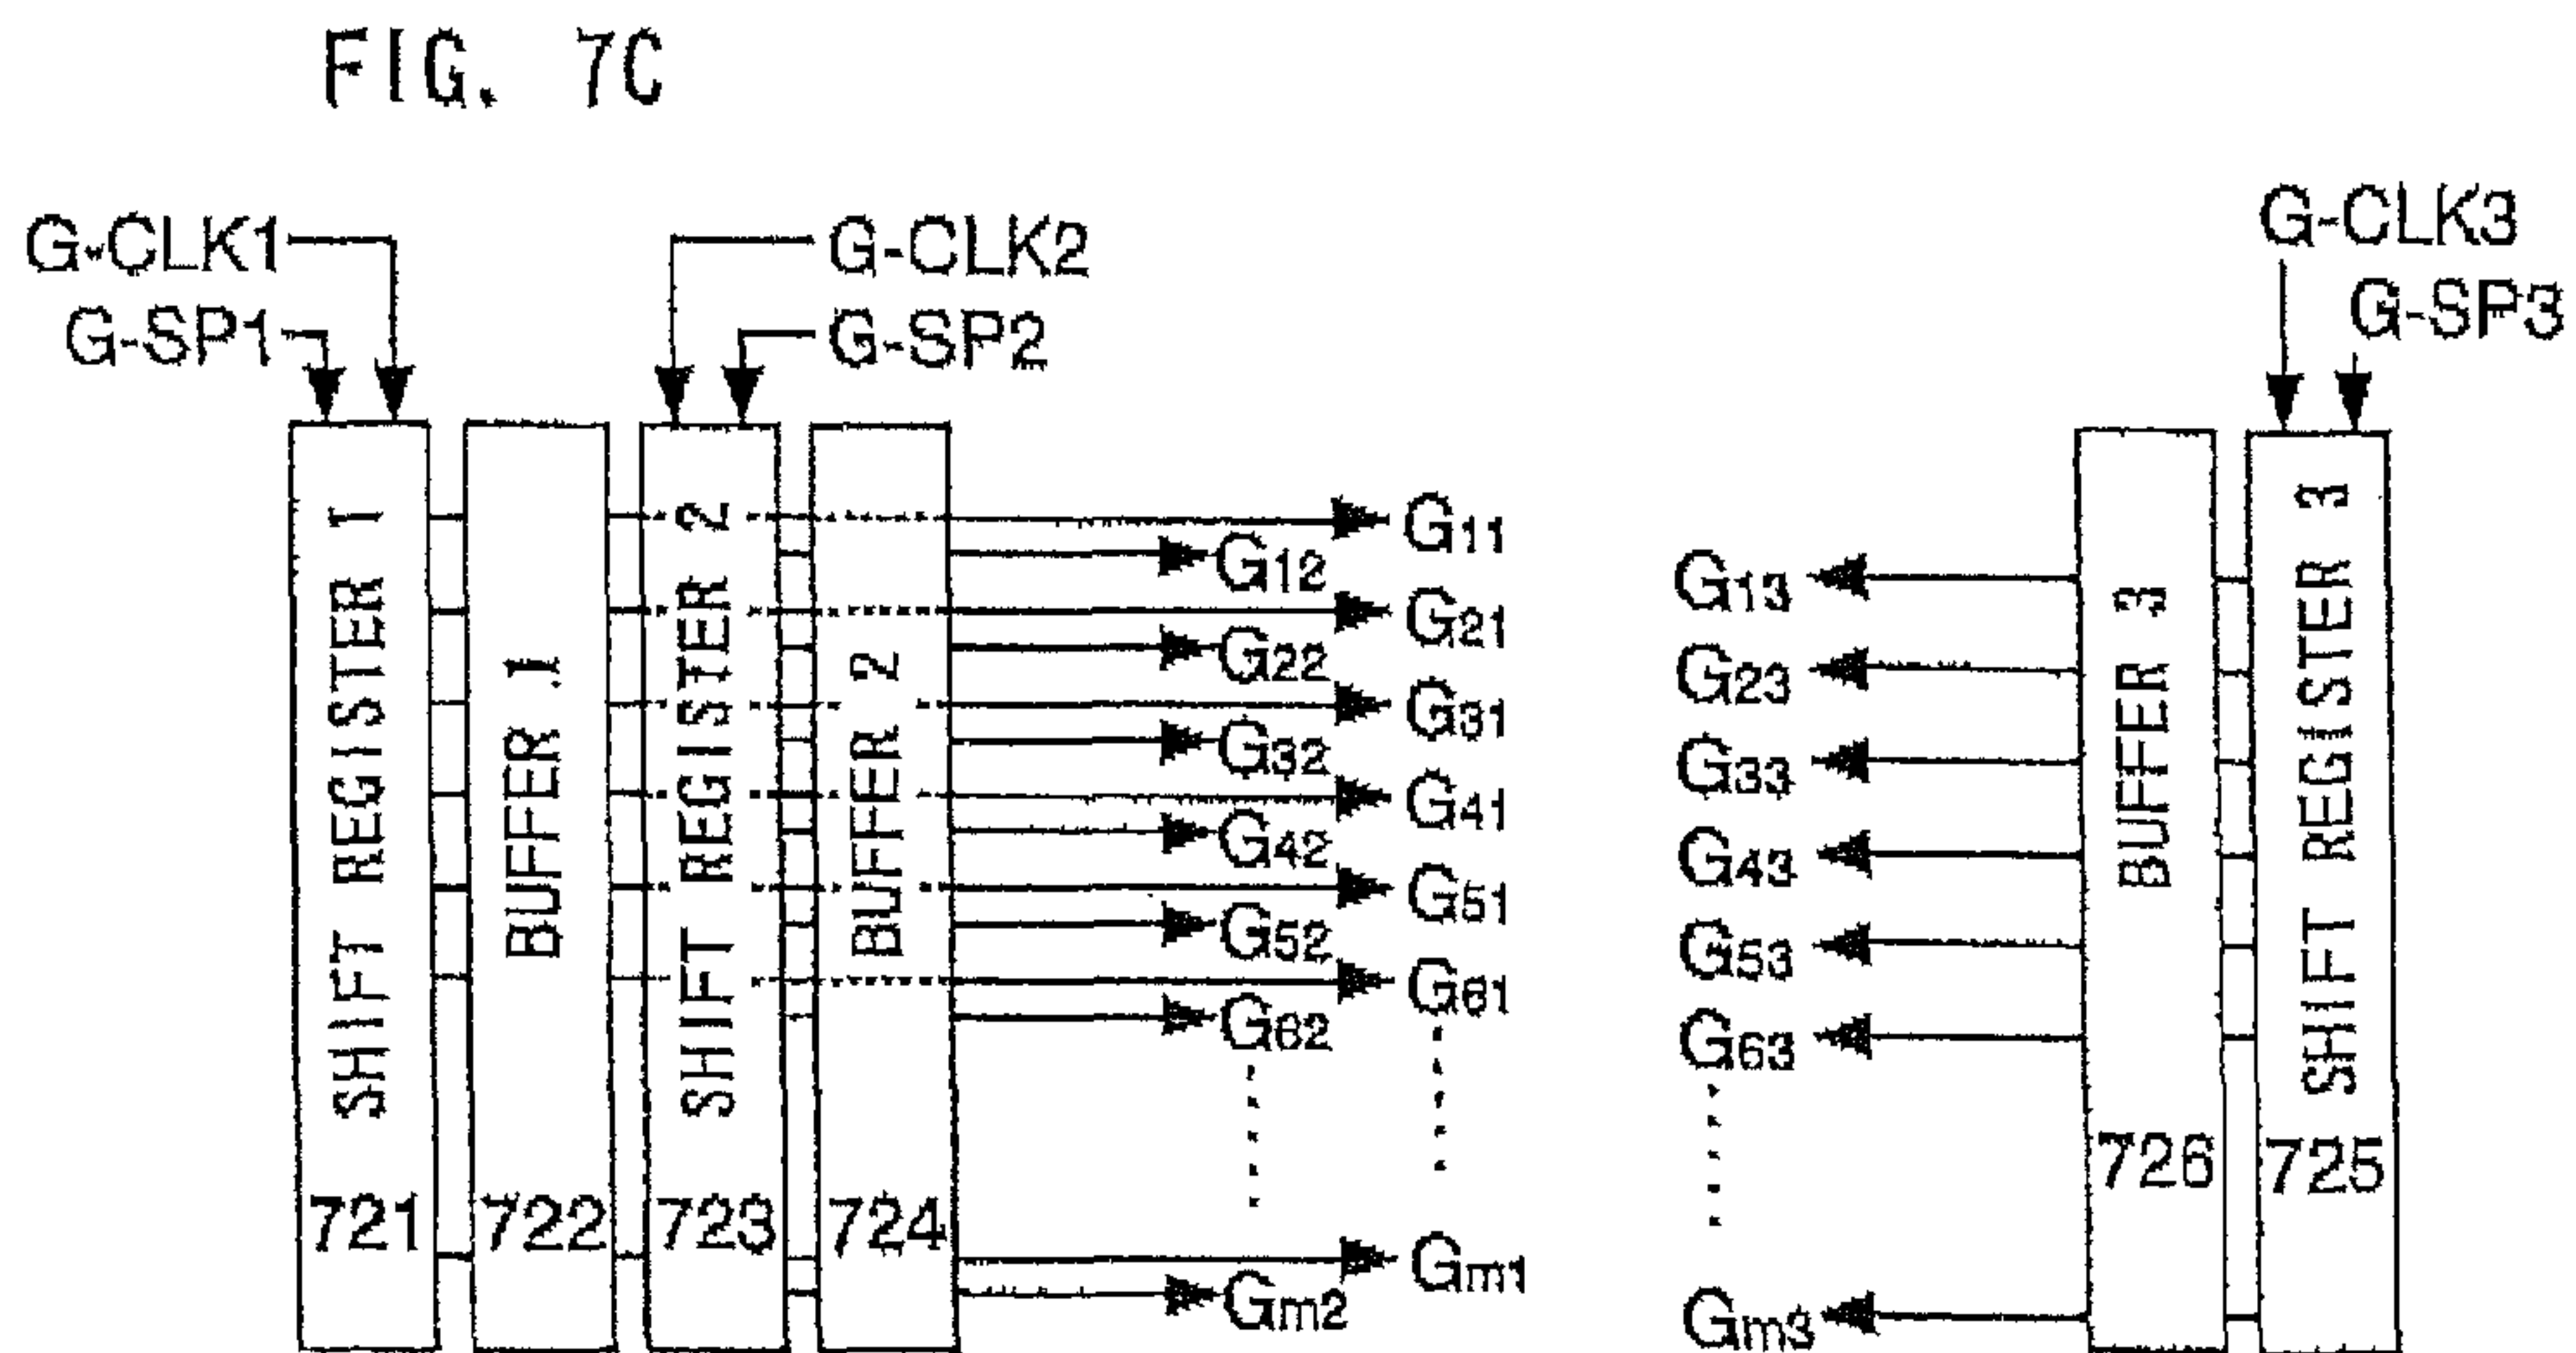 FIG. 7C
G-CLK1
G-SP1
G-CLK2
G-SP2
G-CLK3
G-SP3
SHIFT REGISTER 1
721
BUFFER 1
722
SHIFT REGISTER 2
723
BUFFER 2
724
G11
G12
G21
G22
G31
G32
G41
G42
G51
G52
G61
G62
Gm1
Gm2
G13
G23
G33
G43
G53
G63
Gm3
BUFFER 3
726
SHIFT REGISTER 3
725